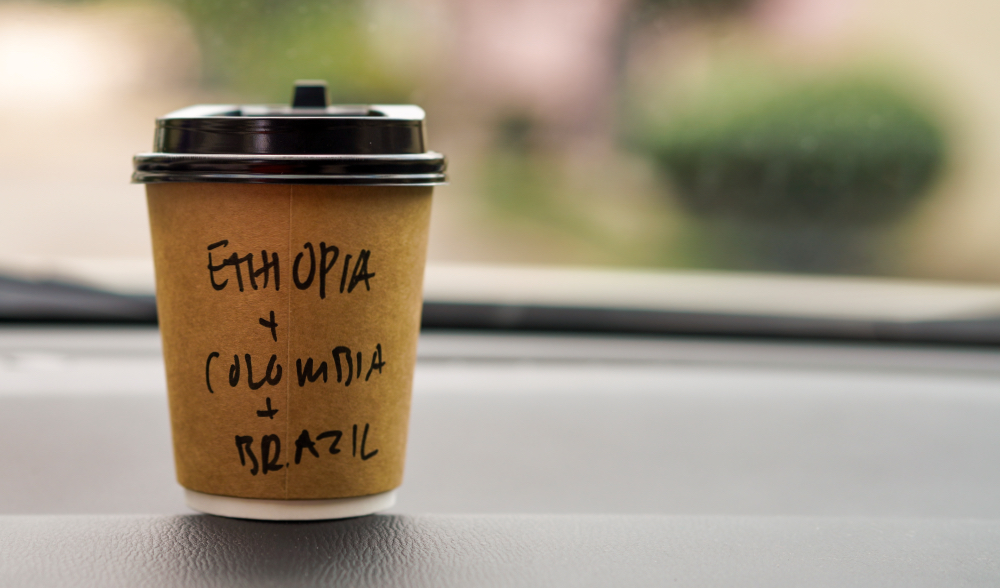 ETHIOPIA
+
COLOMBIA
+
BRAZIL